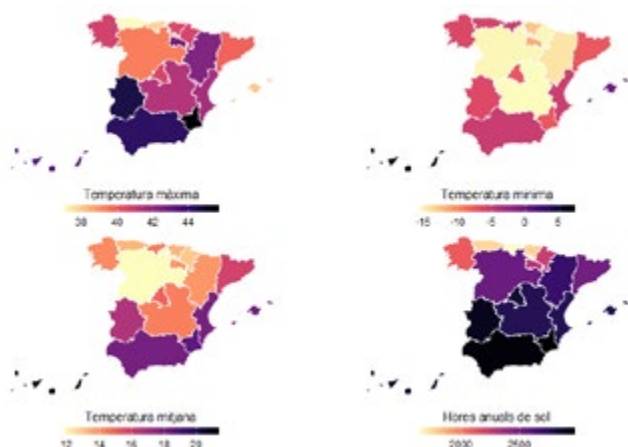 Temperatura màxima
38 40 42 44
Temperatura mínima
-15 -10 -5 0 5
Temperatura mitjana
12 14 16 18 20
Hores anuals de sol
2000 2500